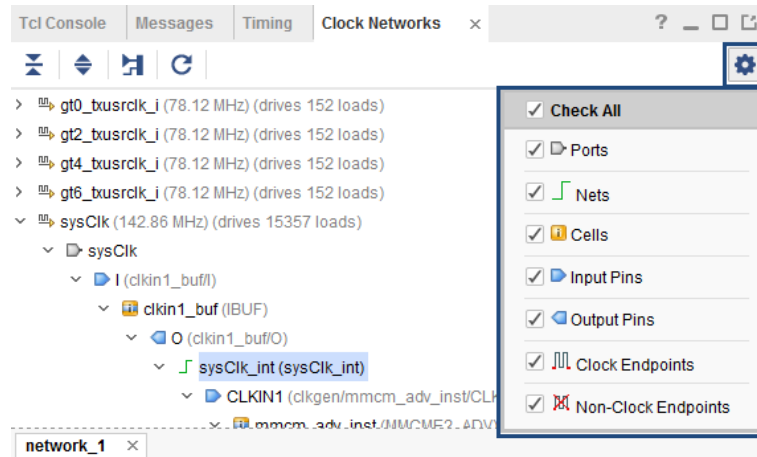 Tcl Console Messages Timing Clock Networks × ?
gt0_txusrclk_i (78.12 MHz) (drives 152 loads)
gt2_txusrclk_i (78.12 MHz) (drives 152 loads)
gt4_txusrclk_i (78.12 MHz) (drives 152 loads)
gt6_txusrclk_i (78.12 MHz) (drives 152 loads)
sysClk (142.86 MHz) (drives 15357 loads)
sysClk
I (clkin1_buf/I)
clkin1_buf (IBUF)
O (clkin1_buf/O)
sysClk_int (sysClk_int)
CLKIN1 (clkgen/mmcm_adv_inst/CLK
mmcm_adv_inst (MMCME2_ADV)
Check All
Ports
Nets
Cells
Input Pins
Output Pins
Clock Endpoints
Non-Clock Endpoints
network_1 ×